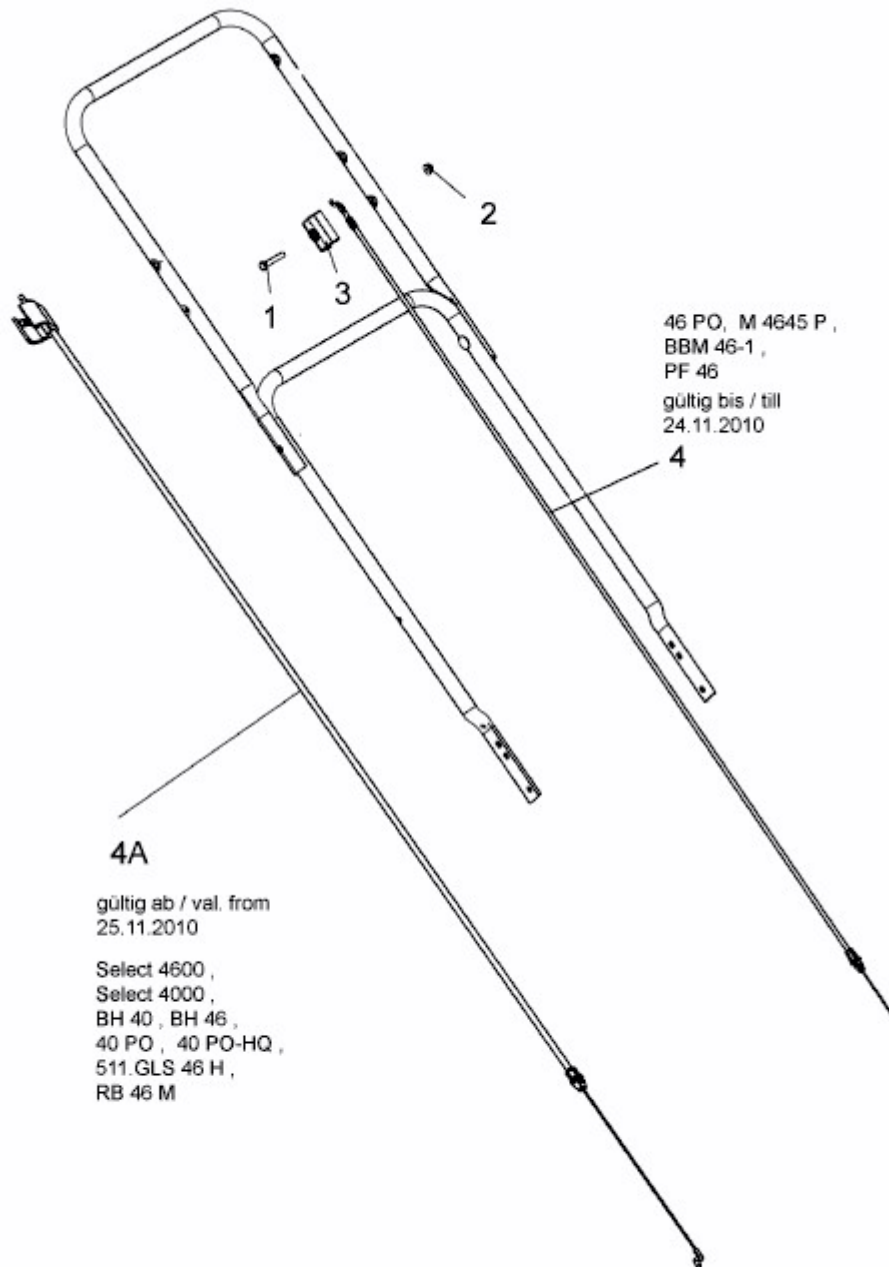 2
1
3
46 PO, M 4645 P ,
BBM 46-1 ,
PF 46
gültig bis / till
24.11.2010
4
4A
gültig ab / val. from
25.11.2010
Select 4600 ,
Select 4000 ,
BH 40 , BH 46 ,
40 PO , 40 PO-HQ ,
511.GLS 46 H ,
RB 46 M